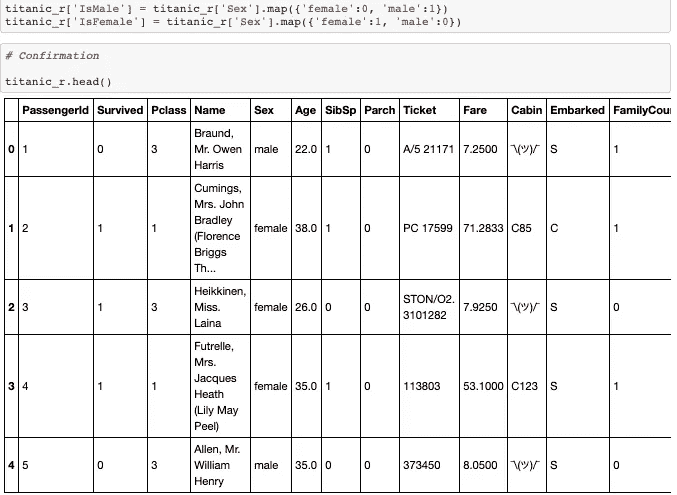 titanic_r['IsMale'] = titanic_r['Sex'].map({'female':0, 'male':1})
titanic_r['IsFemale'] = titanic_r['Sex'].map({'female':1, 'male':0})
# Confirmation
titanic_r.head()
PassengerId Survived Pclass Name Sex Age SibSp Parch Ticket Fare Cabin Embarked FamilyCou
0 1 0 3 Braund, Mr. Owen Harris male 22.0 1 0 A/5 21171 7.2500 ¯\(ツ)/¯ S 1
1 2 1 1 Cumings, Mrs. John Bradley (Florence Briggs Th... female 38.0 1 0 PC 17599 71.2833 C85 C 1
2 3 1 3 Heikkinen, Miss. Laina female 26.0 0 0 STON/O2. 3101282 7.9250 ¯\(ツ)/¯ S 0
3 4 1 1 Futrelle, Mrs. Jacques Heath (Lily May Peel) female 35.0 1 0 113803 53.1000 C123 S 1
4 5 0 3 Allen, Mr. William Henry male 35.0 0 0 373450 8.0500 ¯\(ツ)/¯ S 0